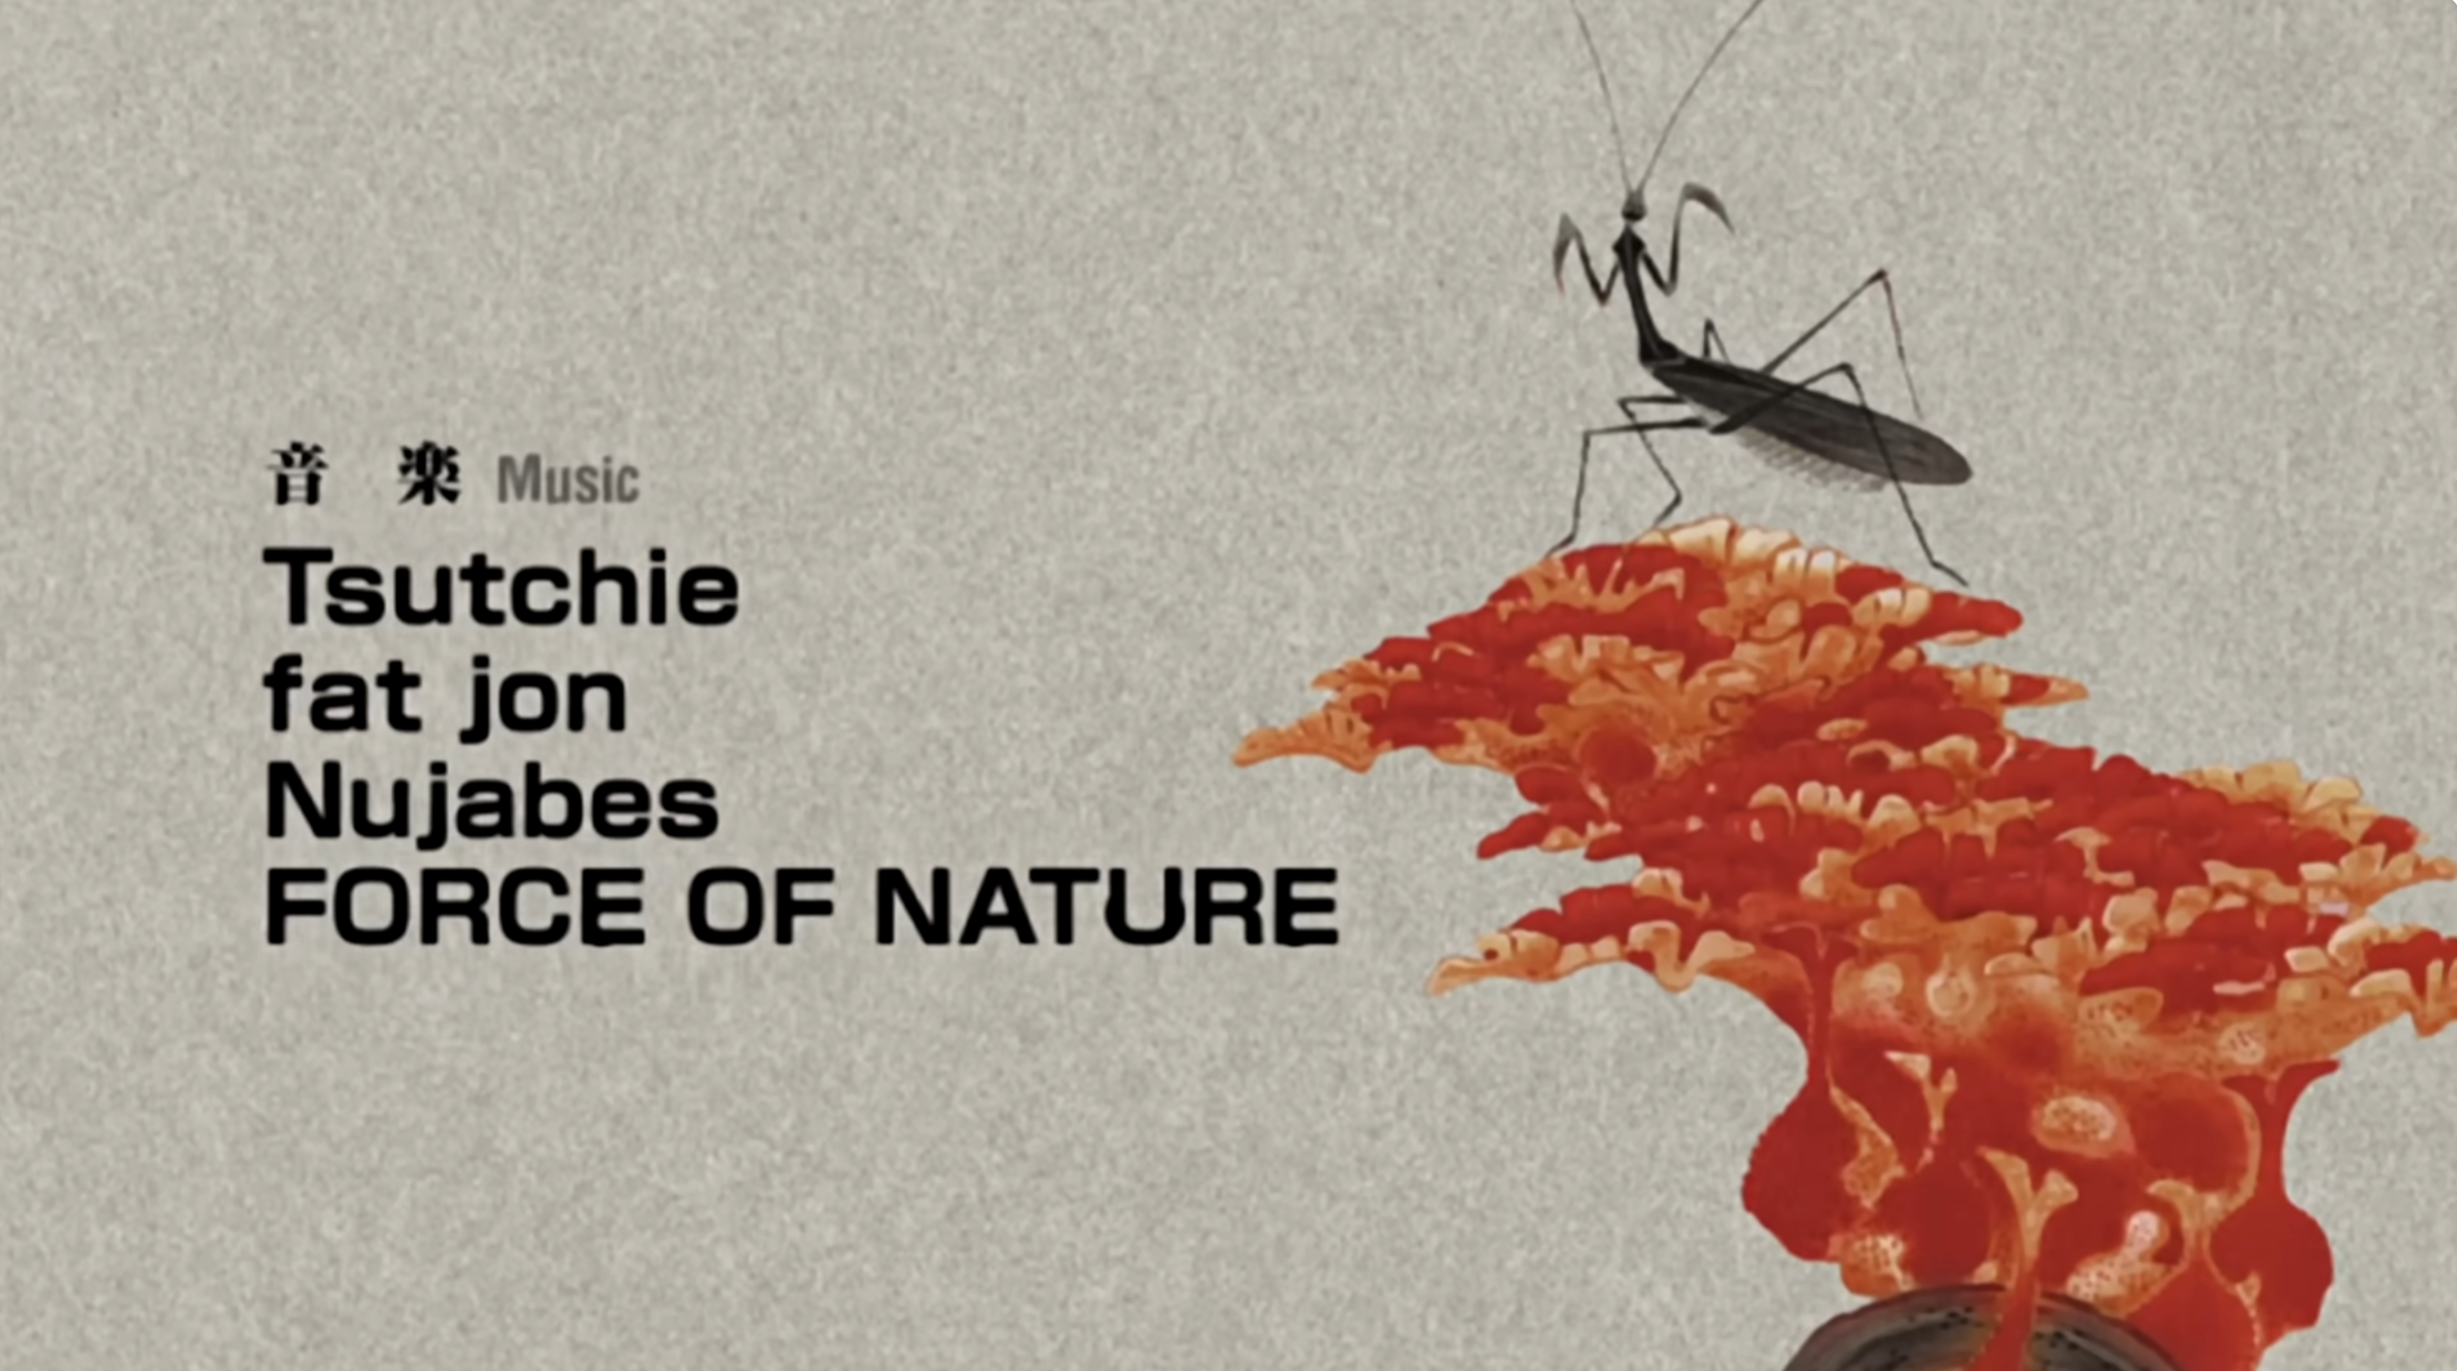 音 楽 Music
Tsutchie
fat jon
Nujabes
FORCE OF NATURE